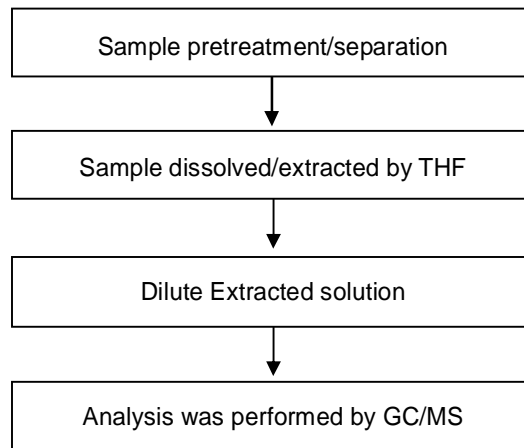 Sample pretreatment/separation
Sample dissolved/extracted by THF
Dilute Extracted solution
Analysis was performed by GC/MS